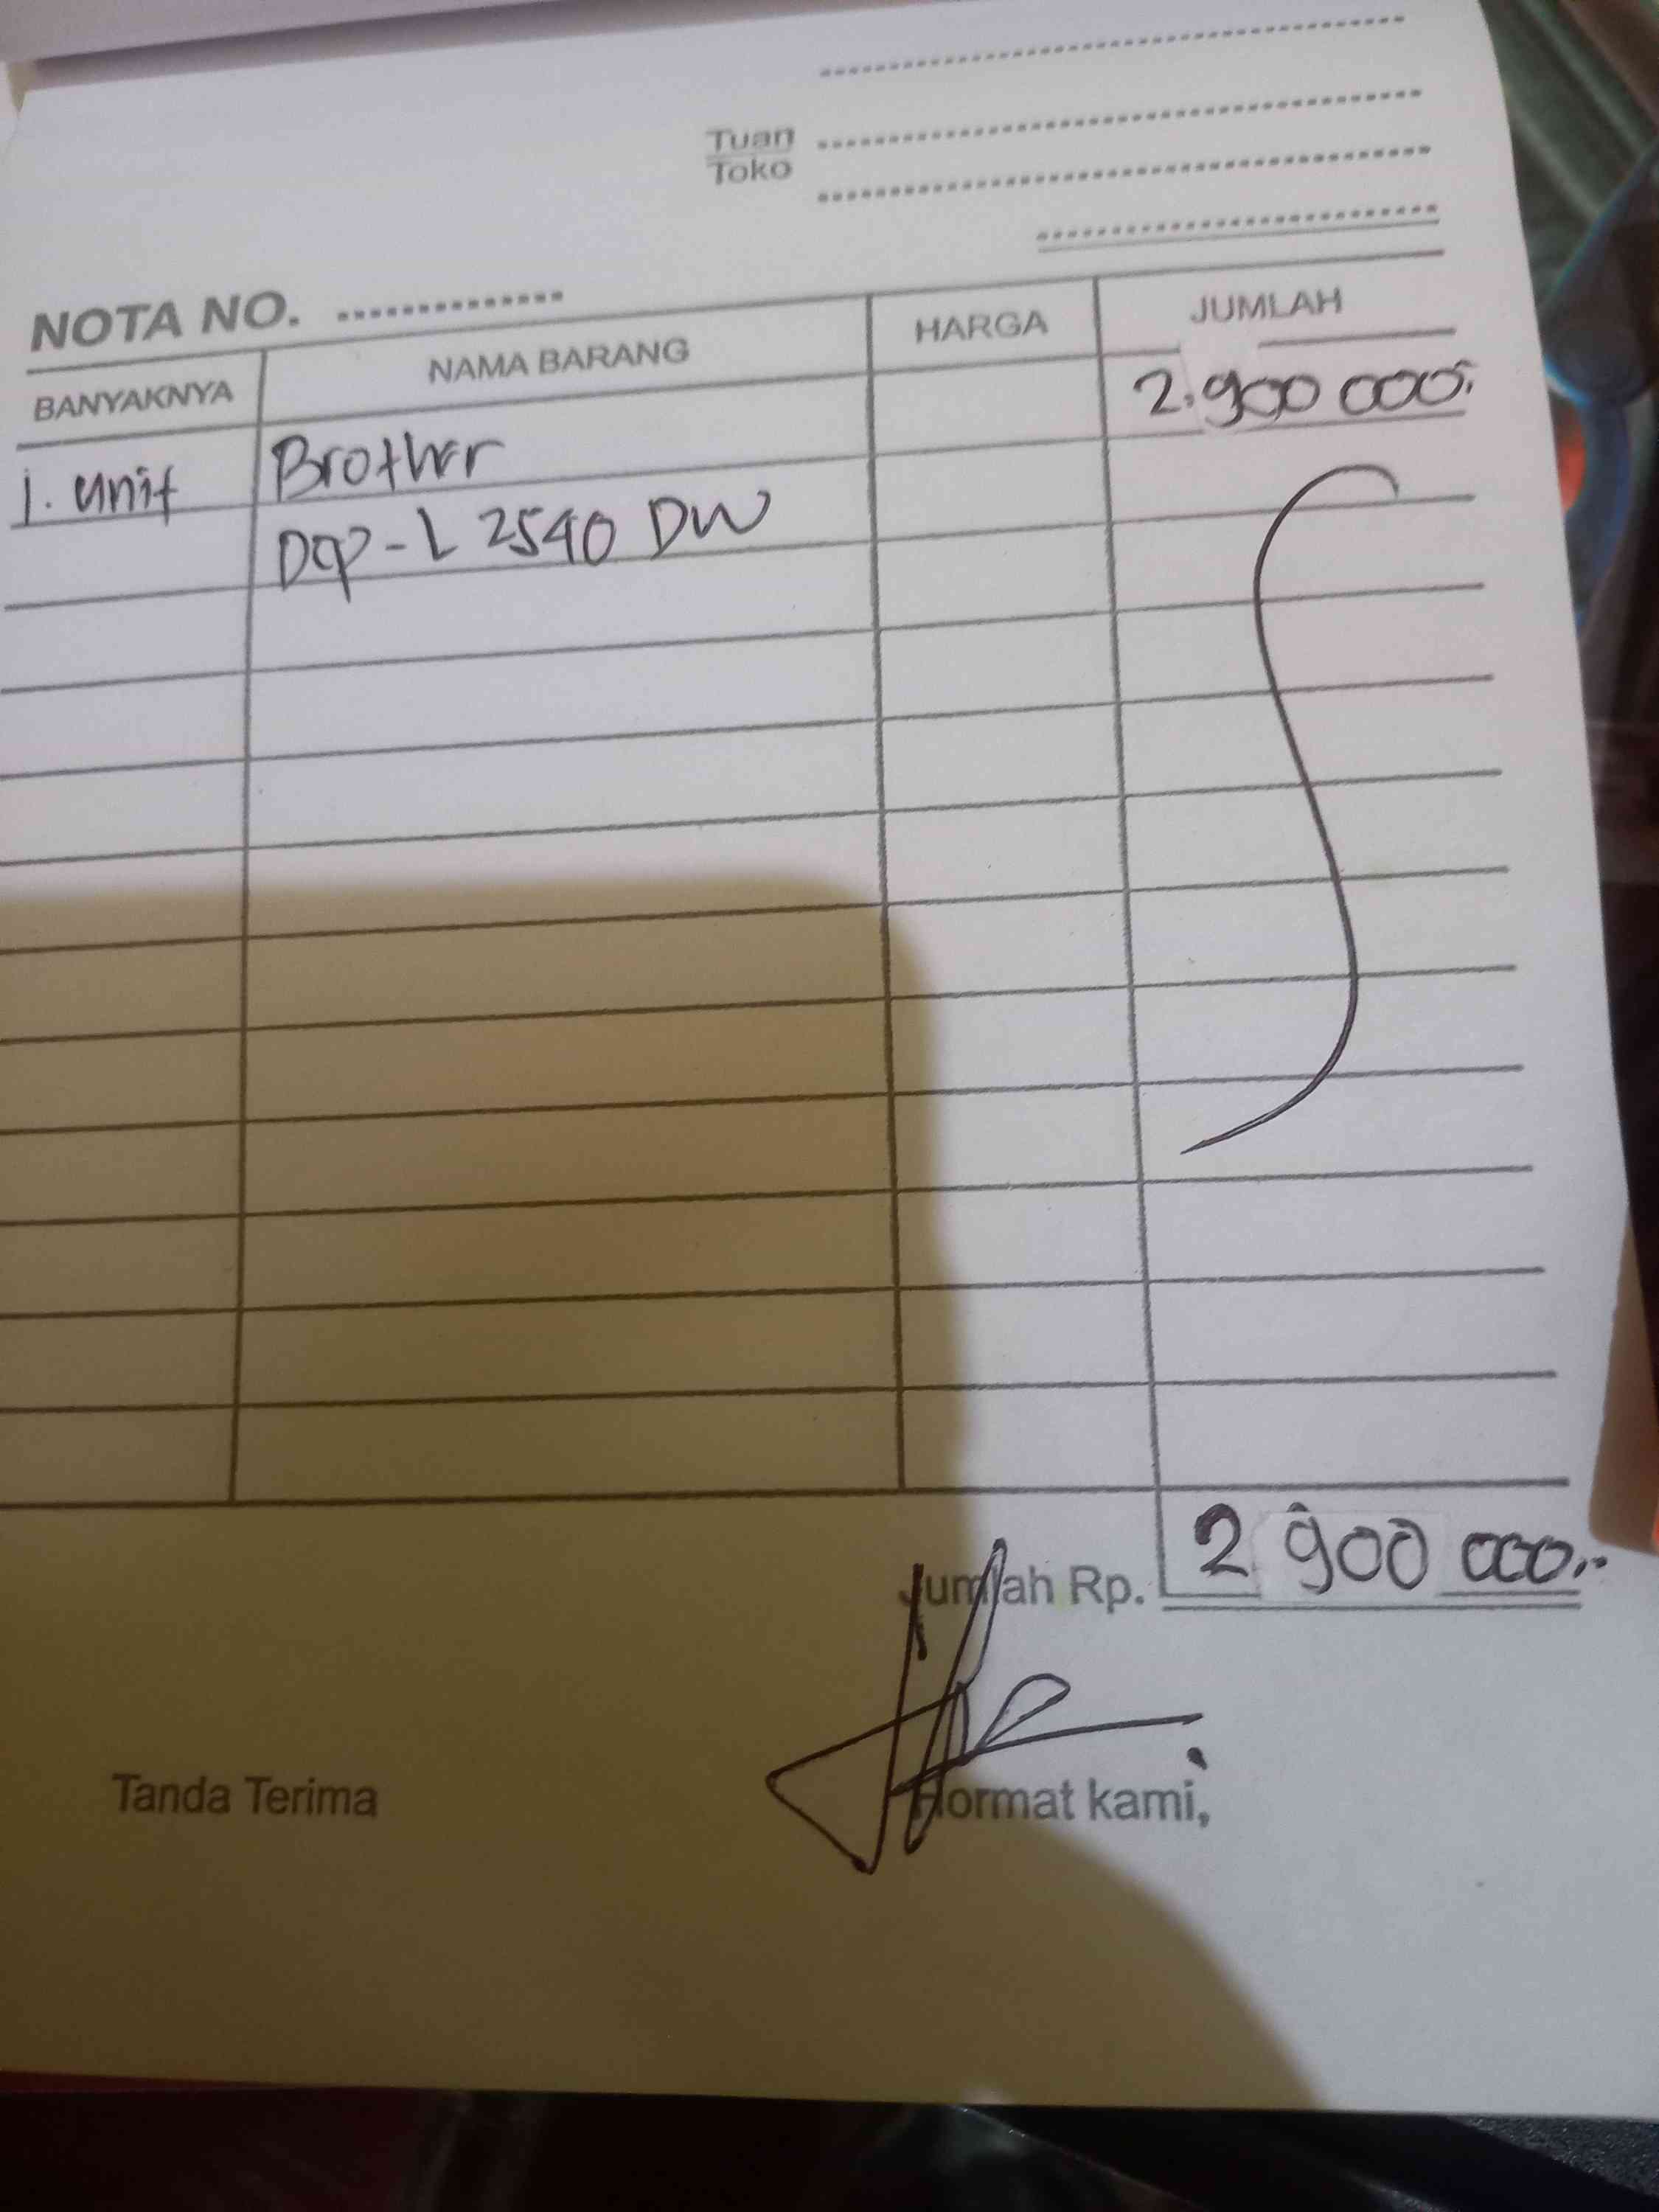 Tuan
Toko
NOTA NO.
BANYAKNYA NAMA BARANG HARGA JUMLAH
1. unit Brother 2.900 000.
Dcp-L 2540 DW
Jumlah Rp. 2 900 000..
Tanda Terima Hormat kami,